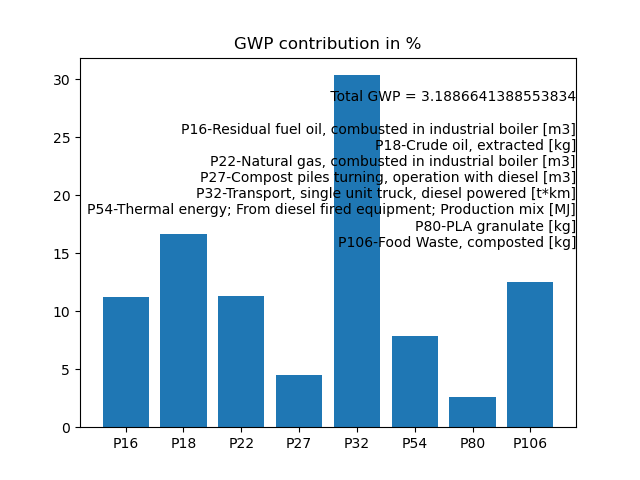 GWP contribution in %
30
25
20
15
10
5
0
Total GWP = 3.1886641388553834
P16-Residual fuel oil, combusted in industrial boiler [m3]
P18-Crude oil, extracted [kg]
P22-Natural gas, combusted in industrial boiler [m3]
P27-Compost piles turning, operation with diesel [m3]
P32-Transport, single unit truck, diesel powered [t*km]
P54-Thermal energy; From diesel fired equipment; Production mix [MJ]
P80-PLA granulate [kg]
P106-Food Waste, composted [kg]
P16 P18 P22 P27 P32 P54 P80 P106